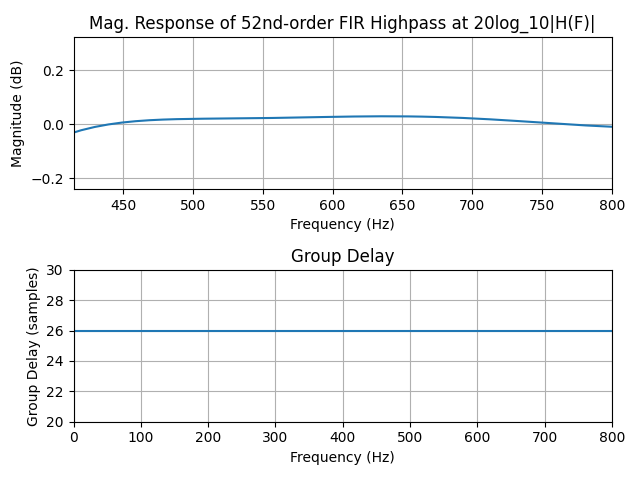 Mag. Response of 52nd-order FIR Highpass at 20log_10|H(F)|
Magnitude (dB)
0.2
0.0
−0.2
450 500 550 600 650 700 750 800
Frequency (Hz)
Group Delay
Group Delay (samples)
30
28
26
24
22
20
0 100 200 300 400 500 600 700 800
Frequency (Hz)